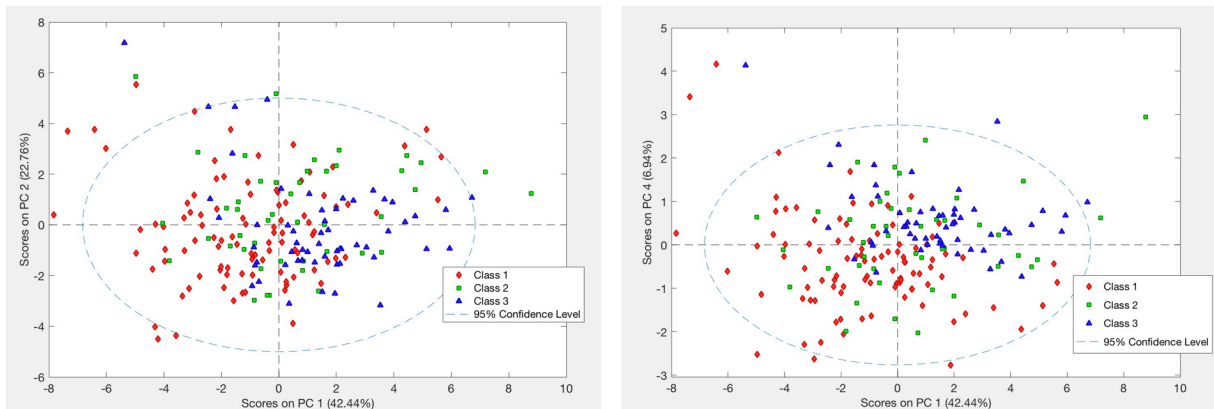 8
6
4
2
0
-2
-4
-6
Scores on PC 2 (22.76%)
-8 -6 -4 -2 0 2 4 6 8 10
Scores on PC 1 (42.44%)
Class 1
Class 2
Class 3
95% Confidence Level
5
4
3
2
1
0
-1
-2
-3
Scores on PC 4 (6.94%)
-8 -6 -4 -2 0 2 4 6 8 10
Scores on PC 1 (42.44%)
Class 1
Class 2
Class 3
95% Confidence Level